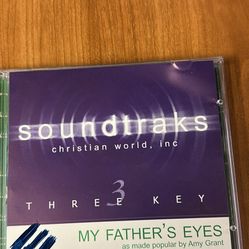 soundtraks
christian world, inc
3
THREE KEY
MY FATHER'S EYES
as made popular by Amy Grant